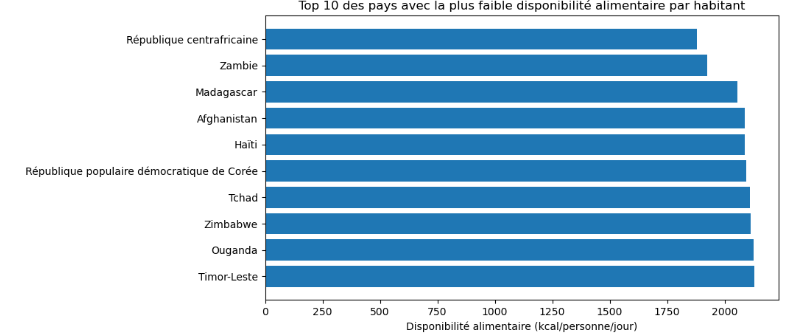 Top 10 des pays avec la plus faible disponibilité alimentaire par habitant
République centrafricaine
Zambie
Madagascar
Afghanistan
Haïti
République populaire démocratique de Corée
Tchad
Zimbabwe
Ouganda
Timor-Leste
0 250 500 750 1000 1250 1500 1750 2000
Disponibilité alimentaire (kcal/personne/jour)